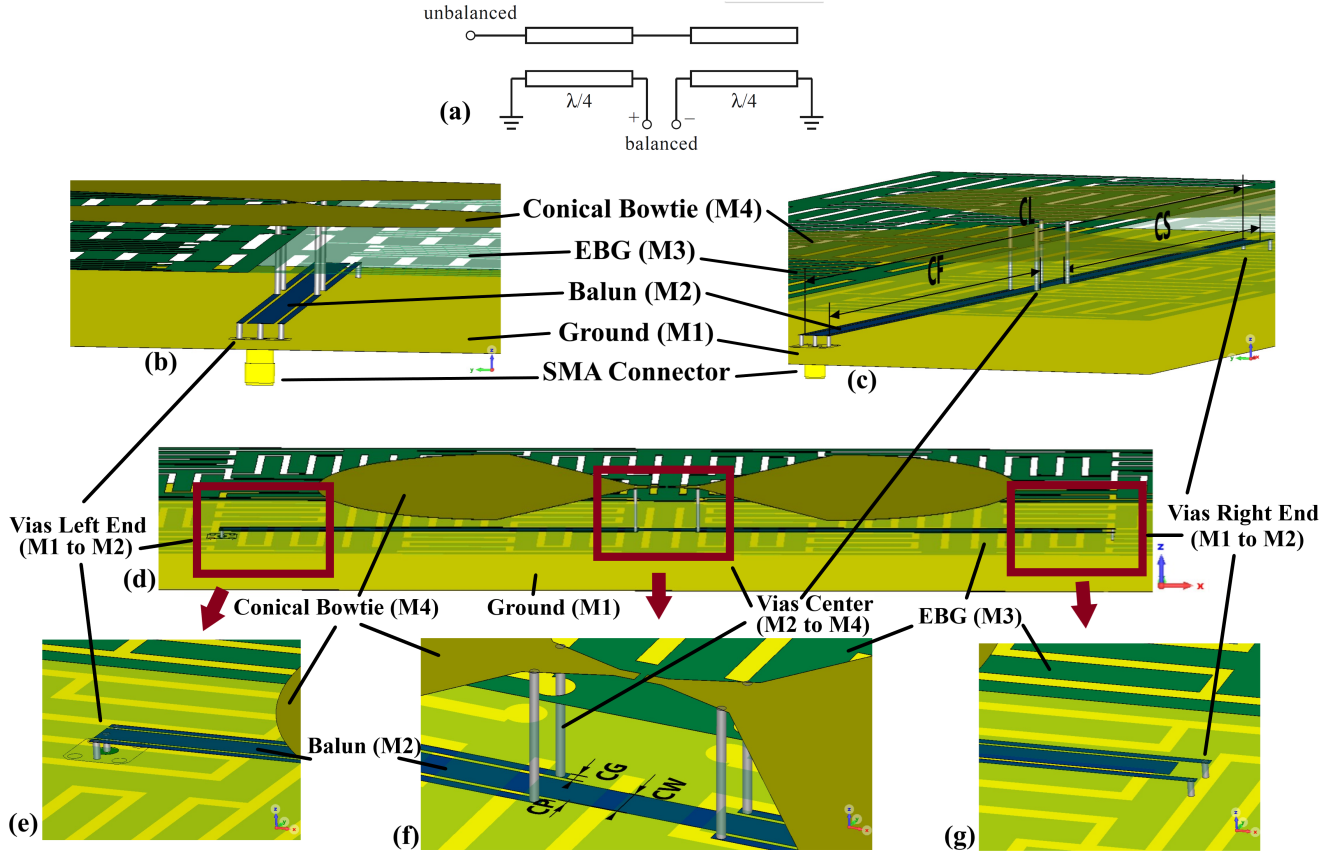 unbalanced
λ/4
λ/4
(a)
+
−
balanced
Conical Bowtie (M4)
EBG (M3)
Balun (M2)
Ground (M1)
SMA Connector
(b)
z
y
CL
CS
CF
(c)
z
y
x
Vias Left End
(M1 to M2)
Vias Right End
(M1 to M2)
(d)
z
x
Conical Bowtie (M4)
Ground (M1)
Vias Center
(M2 to M4)
EBG (M3)
Balun (M2)
CG
CP
CW
(e)
z
x
(f)
z
x
(g)
z
x